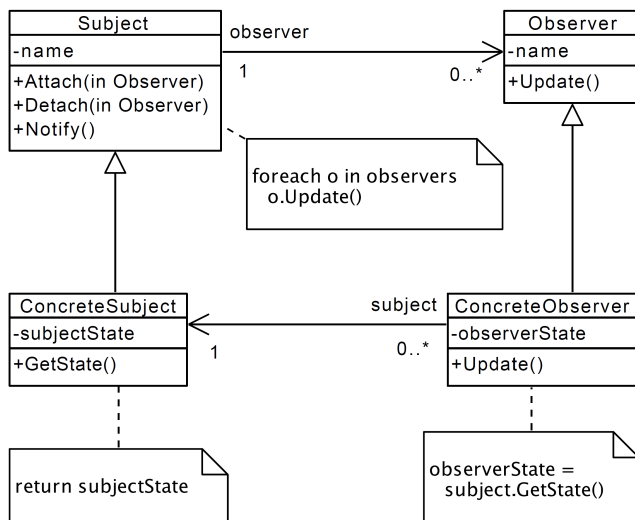 Subject
-name
+Attach(in Observer)
+Detach(in Observer)
+Notify()
observer
1
0..*
Observer
-name
+Update()
foreach o in observers
o.Update()
ConcreteSubject
-subjectState
+GetState()
subject
1
0..*
ConcreteObserver
-observerState
+Update()
return subjectState
observerState =
subject.GetState()